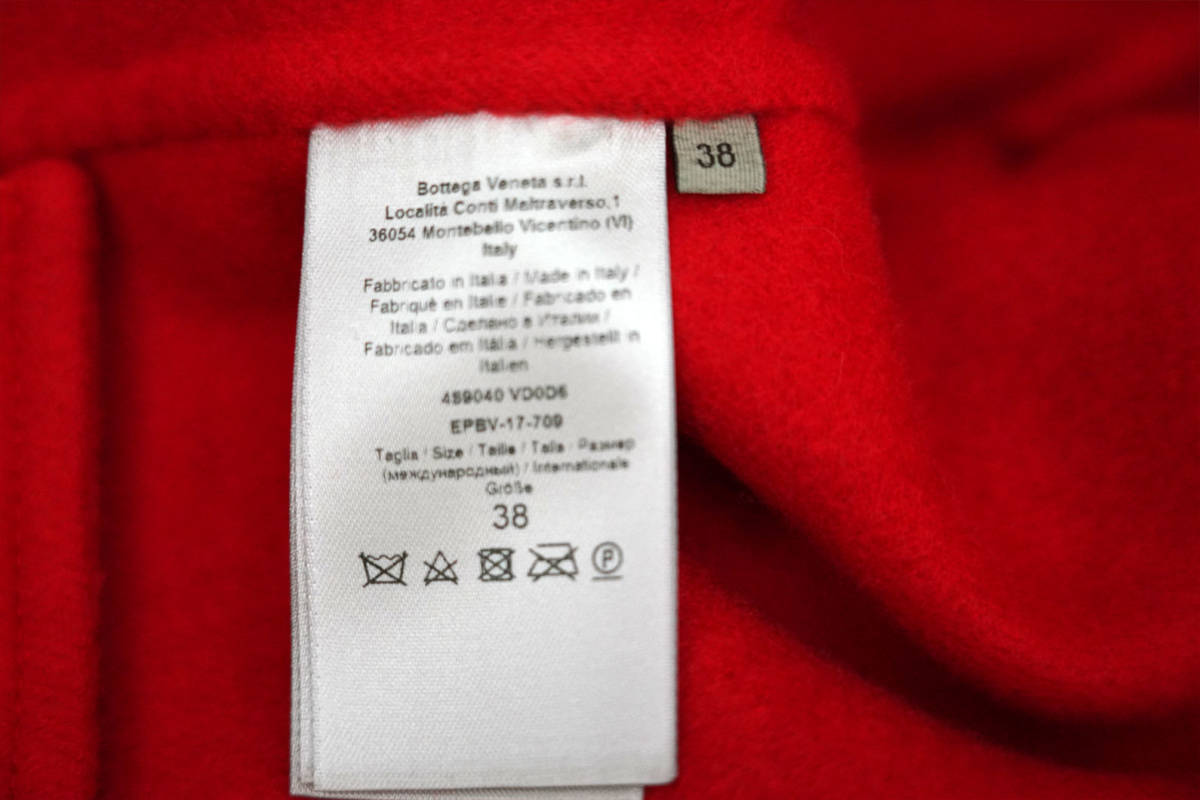 Bottega Veneta s.r.l.
Località Conti Maltraverso,1
36054 Montebello Vicentino (VI)
Italy
Fabbricato in Italia / Made in Italy /
Fabriqué en Italie / Fabricado en
Italia / Сделано в Италии /
Fabricado em Itália / Hergestellt in
Italien
489040 VD0D6
EPBV-17-709
Taglia / Size / Taille / Talla / Размер
(международный) / Internationale
Größe
38
P
38